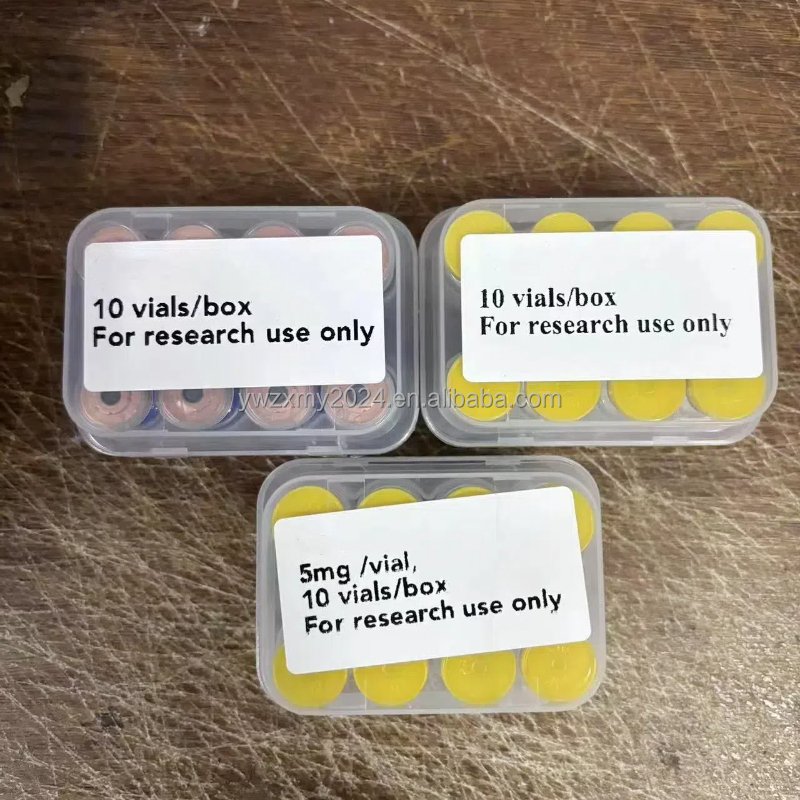 10 vials/box
For research use only
10 vials/box
For research use only
ywzxmy2024.en.alibaba.com
5mg /vial,
10 vials/box
For research use only